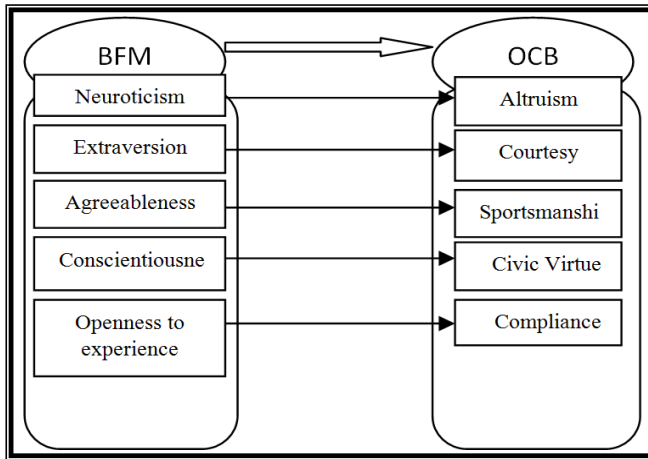 BFM
Neuroticism
Extraversion
Agreeableness
Conscientiousne
Openness to
experience
OCB
Altruism
Courtesy
Sportsmanshi
Civic Virtue
Compliance